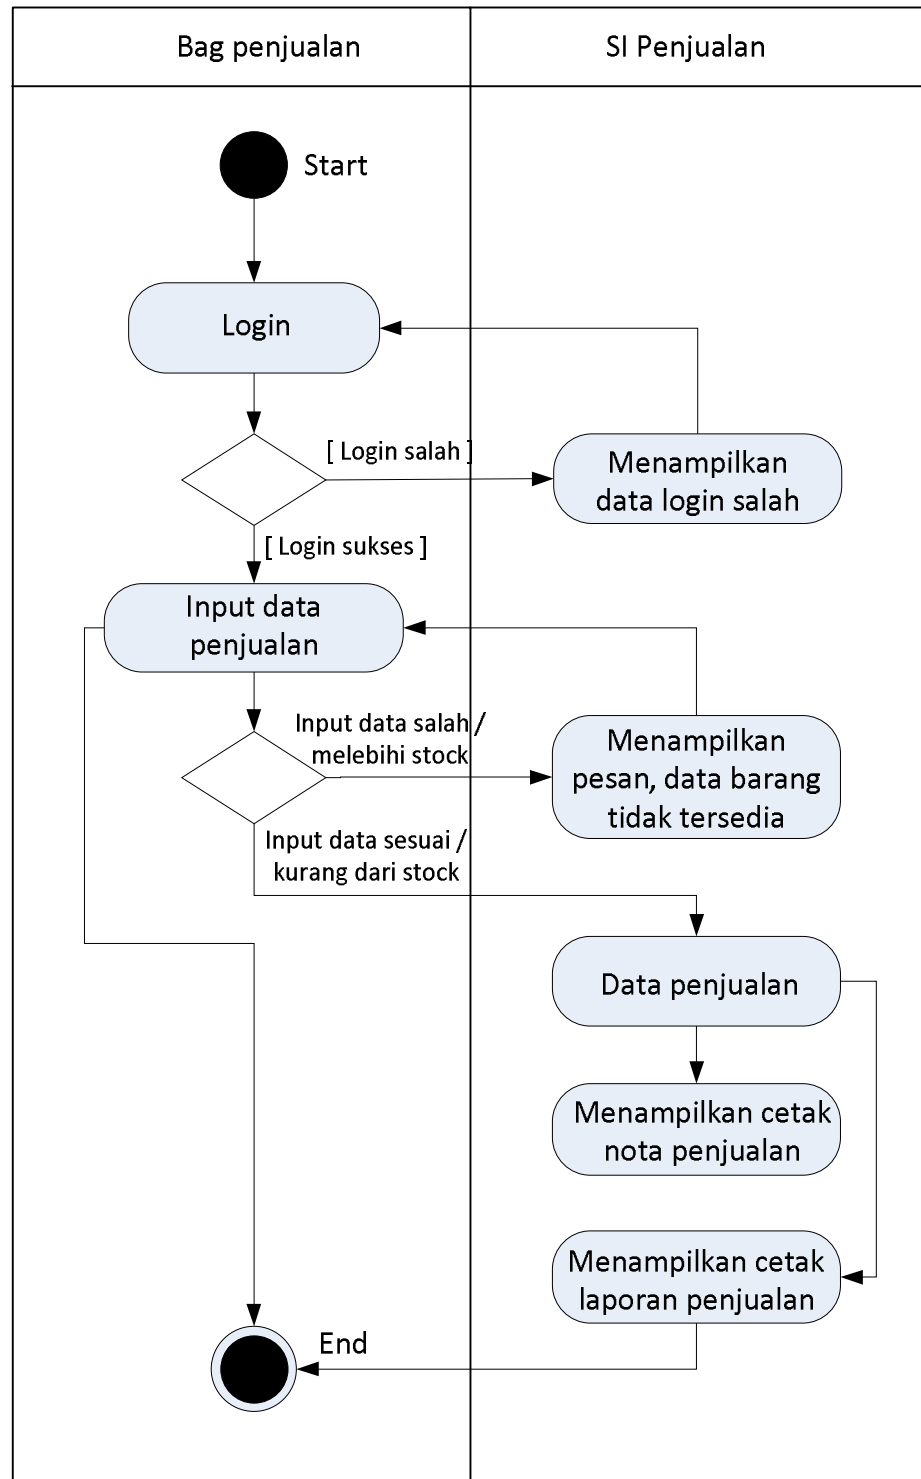 Bag penjualan
SI Penjualan
Start
Login
[ Login salah ]
Menampilkan
data login salah
[ Login sukses ]
Input data
penjualan
Input data salah /
melebihi stock
Menampilkan
pesan, data barang
tidak tersedia
Input data sesuai /
kurang dari stock
Data penjualan
Menampilkan cetak
nota penjualan
Menampilkan cetak
laporan penjualan
End